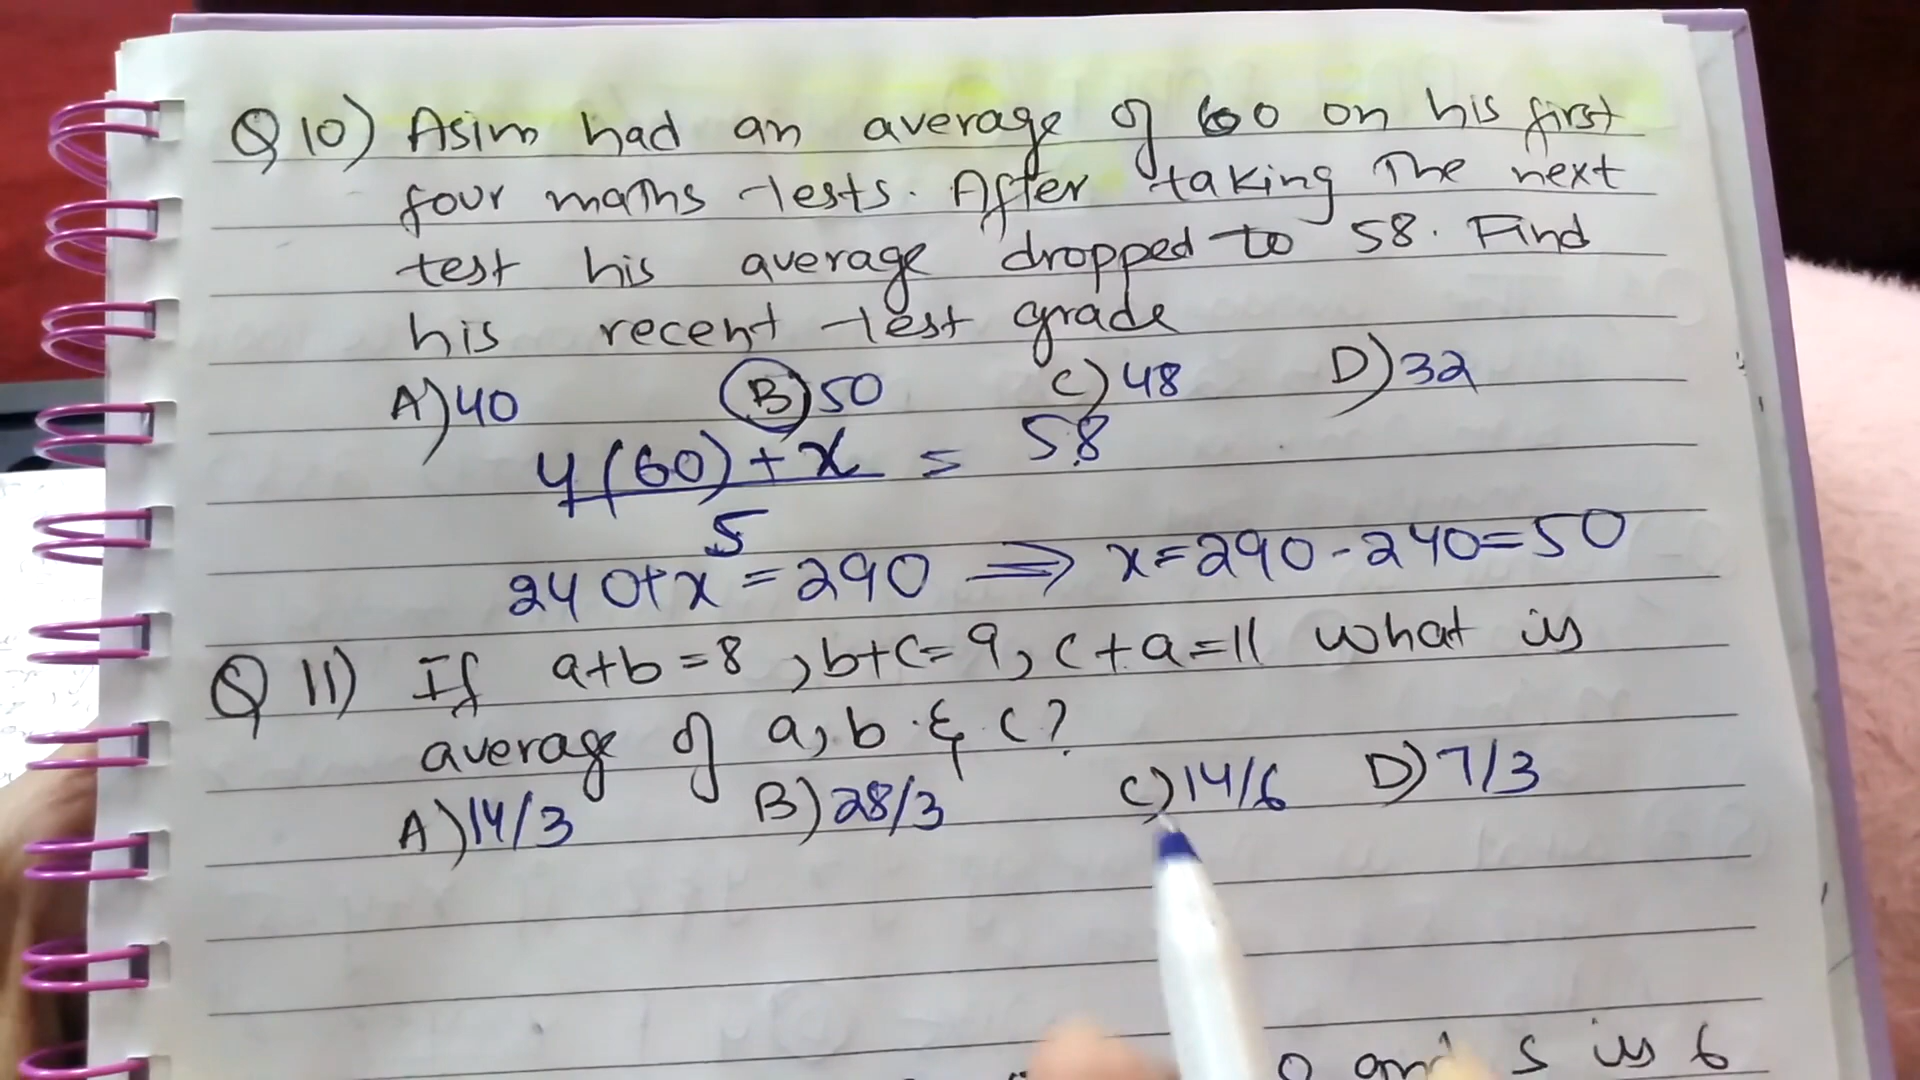 Q 10) Asim had an average of 60 on his first
four maths tests. After taking The next
test his average dropped to 58. Find
his recent test grade
A) 40 B) 50 C) 48 D) 32
4(60)+x = 58
5
240+x = 290 ⇒ x=290-240=50
Q 11) If a+b=8, b+c=9, c+a=11 what is
average of a, b & c?
A) 14/3 B) 28/3 C) 14/6 D) 7/3
and s is 6